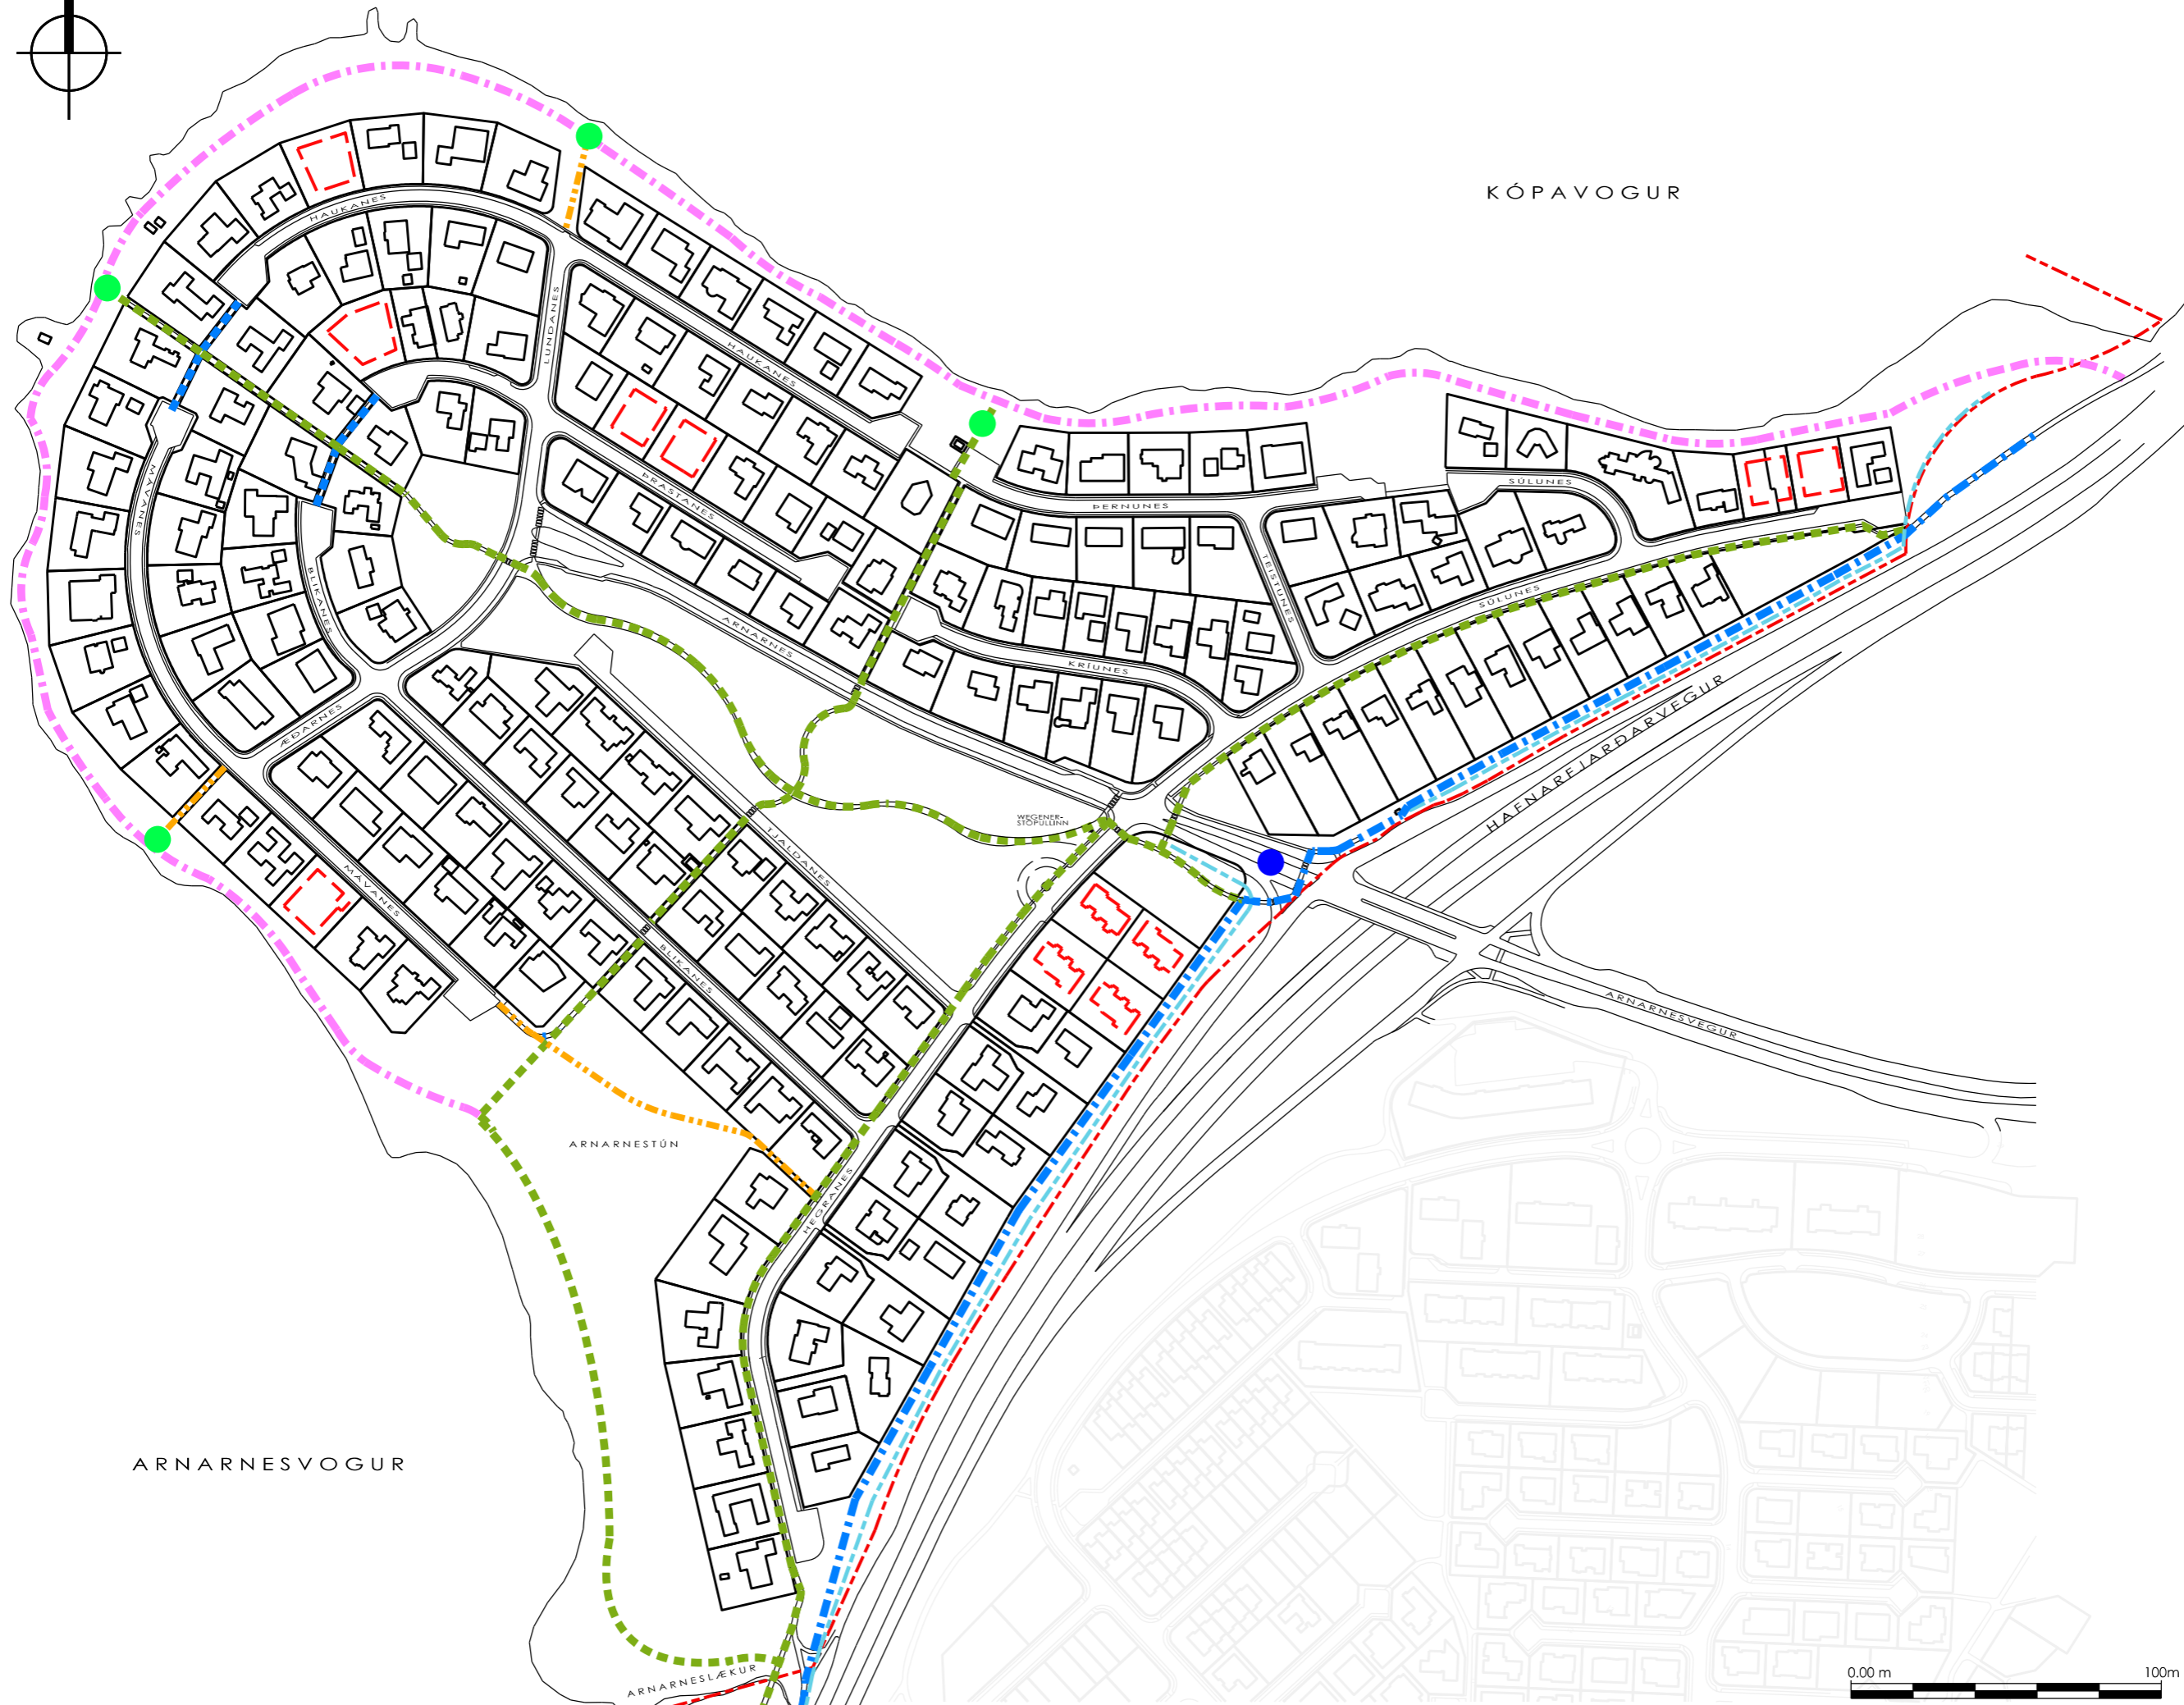 KÓPAVOGUR
HAUKANES
LUNDANES
HAUKANES
MÁVANES
ÞRASTANES
ÞERNUNES
SÚLUNES
TEISTUNES
BLIKANES
SÚLUNES
ARNARNES
KRÍUNES
ÆÐARNES
HAFNARFJARÐARVEGUR
WEGENER-
STÖPULLINN
TJALDANES
MÁVANES
BLIKANES
ARNARNESVEGUR
ARNARNESTÚN
HEGRANES
ARNARNESVOGUR
ARNARNESLÆKUR
0.00 m
100m